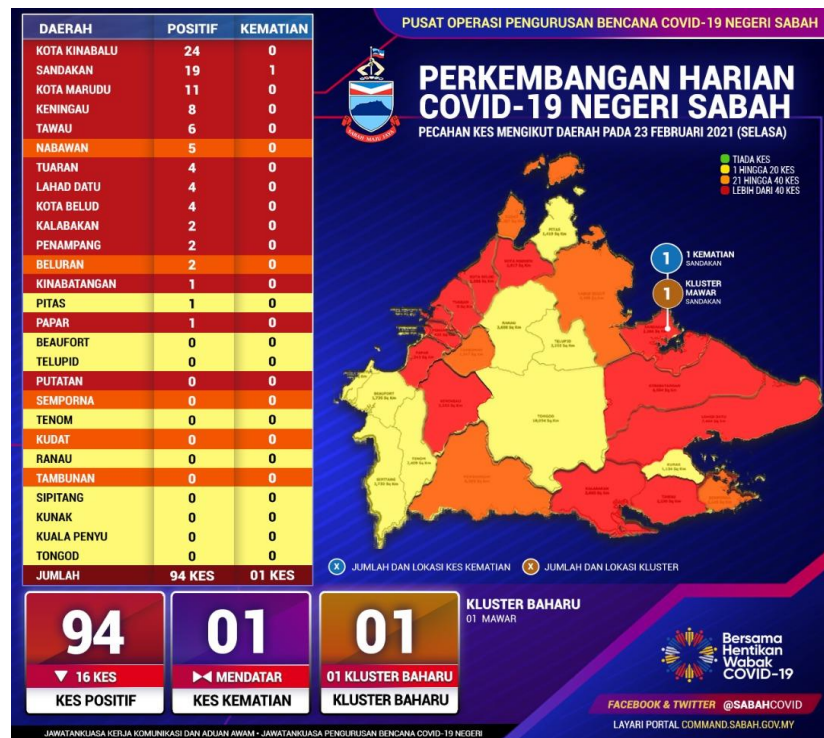 PUSAT OPERASI PENGURUSAN BENCANA COVID-19 NEGERI SABAH
PERKEMBANGAN HARIAN
COVID-19 NEGERI SABAH
PECAHAN KES MENGIKUT DAERAH PADA 23 FEBRUARI 2021 (SELASA)
SABAH MAJU JAYA
DAERAH POSITIF KEMATIAN
KOTA KINABALU 24 0
SANDAKAN 19 1
KOTA MARUDU 11 0
KENINGAU 8 0
TAWAU 6 0
NABAWAN 5 0
TUARAN 4 0
LAHAD DATU 4 0
KOTA BELUD 4 0
KALABAKAN 2 0
PENAMPANG 2 0
BELURAN 2 0
KINABATANGAN 1 0
PITAS 1 0
PAPAR 1 0
BEAUFORT 0 0
TELUPID 0 0
PUTATAN 0 0
SEMPORNA 0 0
TENOM 0 0
KUDAT 0 0
RANAU 0 0
TAMBUNAN 0 0
SIPITANG 0 0
KUNAK 0 0
KUALA PENYU 0 0
TONGOD 0 0
JUMLAH 94 KES 01 KES
TIADA KES
1 HINGGA 20 KES
21 HINGGA 40 KES
LEBIH DARI 40 KES
PITAS
RANAU
TELUPID
BEAUFORT
TONGOD
1
1 KEMATIAN
SANDAKAN
1
KLUSTER
MAWAR
SANDAKAN
X JUMLAH DAN LOKASI KES KEMATIAN
X JUMLAH DAN LOKASI KLUSTER
94
▼ 16 KES
KES POSITIF
01
MENDATAR
KES KEMATIAN
01
01 KLUSTER BAHARU
KLUSTER BAHARU
KLUSTER BAHARU
01 MAWAR
Bersama
Hentikan
Wabak
COVID-19
FACEBOOK & TWITTER @SABAHCOVID
LAYARI PORTAL COMMAND.SABAH.GOV.MY
JAWATANKUASA KERJA KOMUNIKASI DAN ADUAN AWAM • JAWATANKUASA PENGURUSAN BENCANA COVID-19 NEGERI